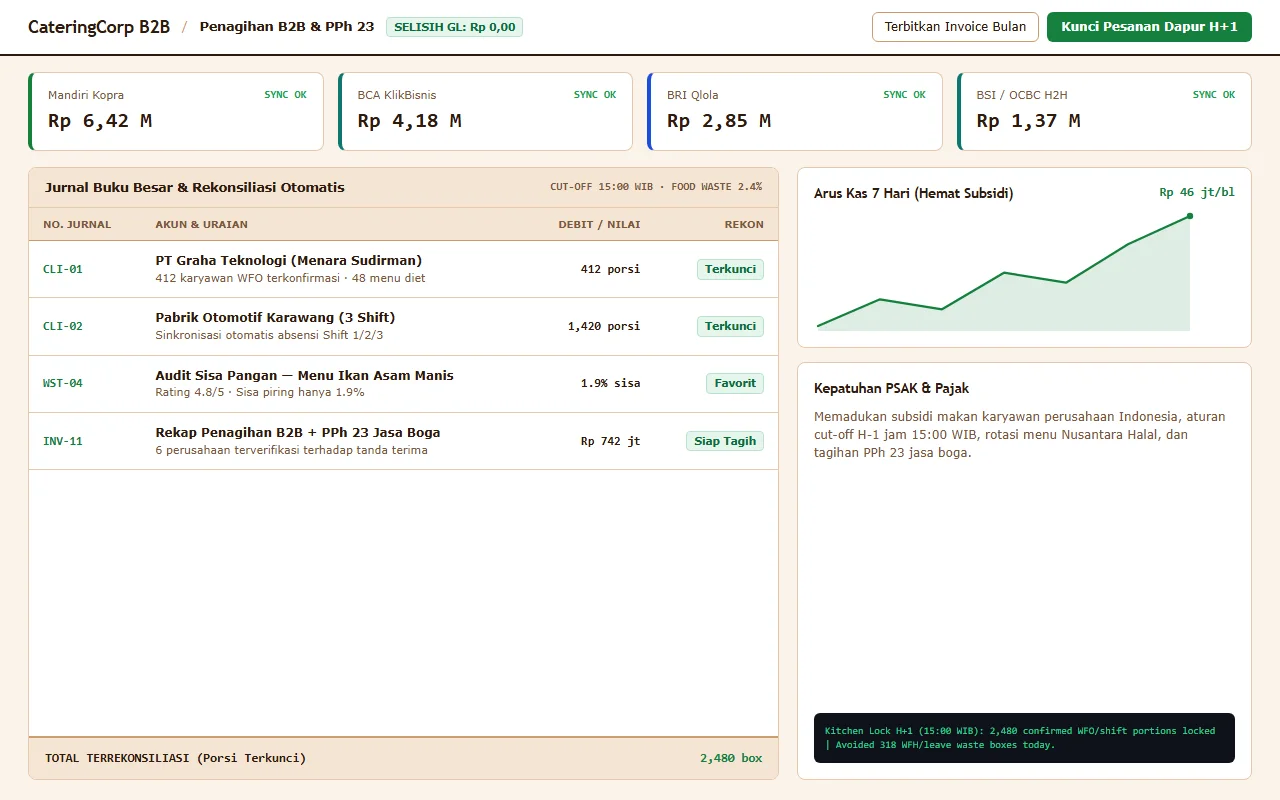 CateringCorp B2B / Penagihan B2B & PPh 23 SELISIH GL: Rp 0,00
Terbitkan Invoice Bulan
Kunci Pesanan Dapur H+1
Mandiri Kopra SYNC OK
Rp 6,42 M
BCA KlikBisnis SYNC OK
Rp 4,18 M
BRI Qlola SYNC OK
Rp 2,85 M
BSI / OCBC H2H SYNC OK
Rp 1,37 M
Jurnal Buku Besar & Rekonsiliasi Otomatis CUT-OFF 15:00 WIB · FOOD WASTE 2.4%
NO. JURNAL AKUN & URAIAN DEBIT / NILAI REKON
CLI-01 PT Graha Teknologi (Menara Sudirman) 412 porsi Terkunci
412 karyawan WFO terkonfirmasi · 48 menu diet
CLI-02 Pabrik Otomotif Karawang (3 Shift) 1,420 porsi Terkunci
Sinkronisasi otomatis absensi Shift 1/2/3
WST-04 Audit Sisa Pangan — Menu Ikan Asam Manis 1.9% sisa Favorit
Rating 4.8/5 · Sisa piring hanya 1.9%
INV-11 Rekap Penagihan B2B + PPh 23 Jasa Boga Rp 742 jt Siap Tagih
6 perusahaan terverifikasi terhadap tanda terima
TOTAL TERREKONSILIASI (Porsi Terkunci) 2,480 box
Arus Kas 7 Hari (Hemat Subsidi) Rp 46 jt/bl
Kepatuhan PSAK & Pajak
Memadukan subsidi makan karyawan perusahaan Indonesia, aturan
cut-off H-1 jam 15:00 WIB, rotasi menu Nusantara Halal, dan
tagihan PPh 23 jasa boga.
Kitchen Lock H+1 (15:00 WIB): 2,480 confirmed WFO/shift portions locked
| Avoided 318 WFH/leave waste boxes today.